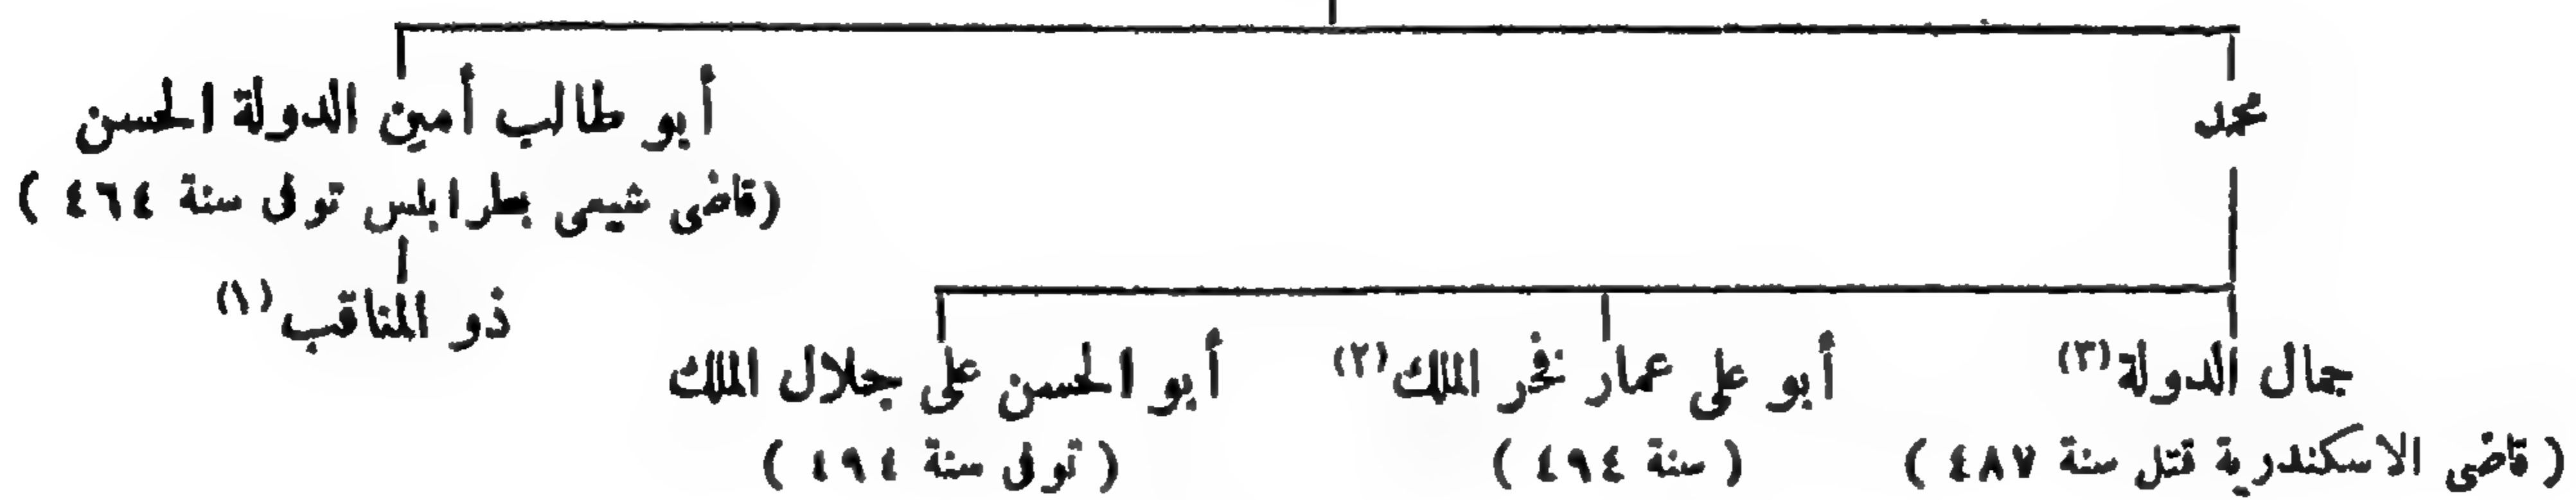 محمد
أبو طالب أمين الدولة الحسن
(قاضى شيعى بطرابلس توفى سنة ٤٦٤ )
ذو المناقب(١)
جمال الدولة(٣)
( قاضى الاسكندرية قتل سنة ٤٨٧ )
أبو على عمار فخر الملك(٢)
( سنة ٤٩٤ )
أبو الحسن على جلال الملك
( توفى سنة ٤٩٤ )